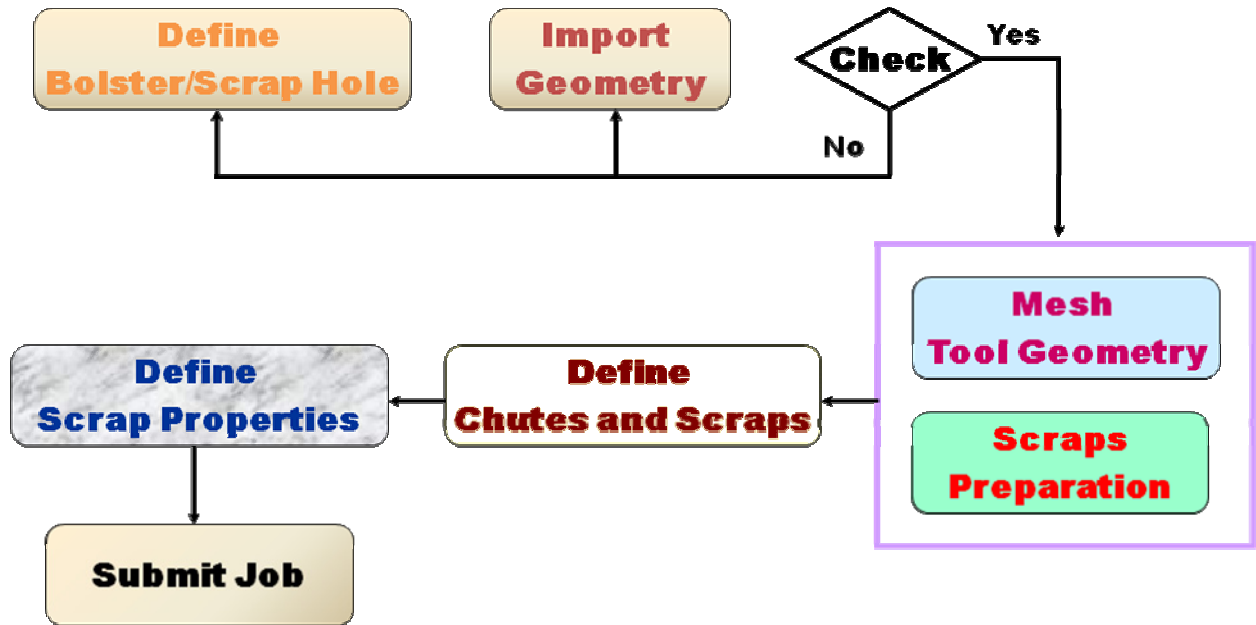 Define
Bolster/Scrap Hole
Import
Geometry
Check
Yes
No
Mesh
Tool Geometry
Scraps
Preparation
Define
Chutes and Scraps
Define
Scrap Properties
Submit Job